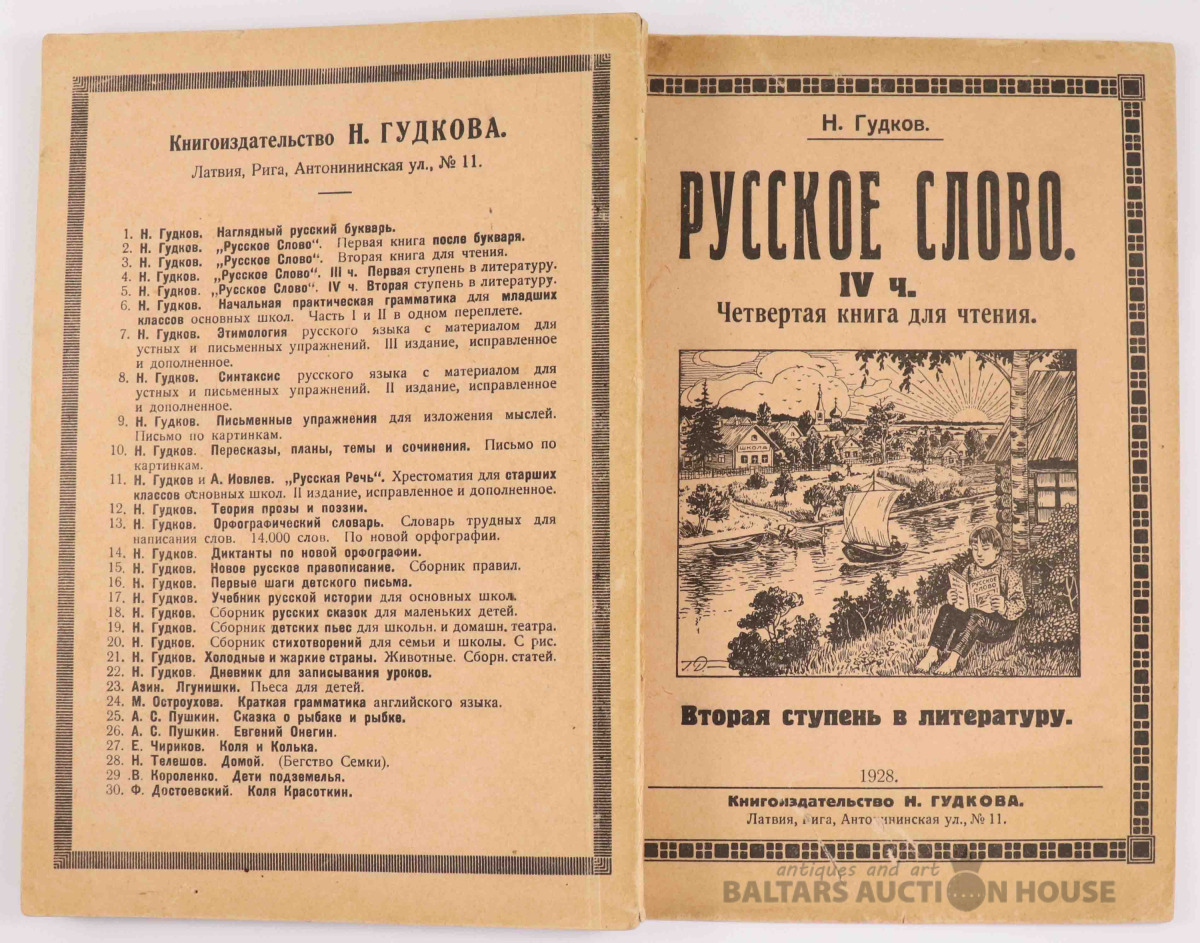 Книгоиздательство Н. ГУДКОВА.
Латвия, Рига, Антонининская ул., № 11.
1. Н. Гудков. Наглядный русский букварь.
2. Н. Гудков. „Русское Слово“. Первая книга после букваря.
3. Н. Гудков. „Русское Слово“. Вторая книга для чтения.
4. Н. Гудков. „Русское Слово“. III ч. Первая ступень в литературу.
5. Н. Гудков. „Русское Слово“. IV ч. Вторая ступень в литературу.
6. Н. Гудков. Начальная практическая грамматика для младших
классов основных школ. Часть I и II в одном переплете.
7. Н. Гудков. Этимология русского языка с материалом для
устных и письменных упражнений. III издание, исправленное
и дополненное.
8. Н. Гудков. Синтаксис русского языка с материалом для
устных и письменных упражнений. II издание, исправленное
и дополненное.
9. Н. Гудков. Письменные упражнения для изложения мыслей.
Письмо по картинкам.
10. Н. Гудков. Пересказы, планы, темы и сочинения. Письмо по
картинкам.
11. Н. Гудков и А. Иовлев. „Русская Речь“. Хрестоматия для старших
классов основных школ. II издание, исправленное и дополненное.
12. Н. Гудков. Теория прозы и поэзии.
13. Н. Гудков. Орфографический словарь. Словарь трудных для
написания слов. 14.000 слов. По новой орфографии.
14. Н. Гудков. Диктанты по новой орфографии.
15. Н. Гудков. Новое русское правописание. Сборник правил.
16. Н. Гудков. Первые шаги детского письма.
17. Н. Гудков. Учебник русской истории для основных школ.
18. Н. Гудков. Сборник русских сказок для маленьких детей.
19. Н. Гудков. Сборник детских пьес для школьн. и домашн. театра.
20. Н. Гудков. Сборник стихотворений для семьи и школы. С рис.
21. Н. Гудков. Холодные и жаркие страны. Животные. Сборн. статей.
22. Н. Гудков. Дневник для записывания уроков.
23. Азин. Лгунишки. Пьеса для детей.
24. М. Остроухова. Краткая грамматика английского языка.
25. А. С. Пушкин. Сказка о рыбаке и рыбке.
26. А. С. Пушкин. Евгений Онегин.
27. Е. Чириков. Коля и Колька.
28. Н. Телешов. Домой. (Бегство Семки).
29. В. Короленко. Дети подземелья.
30. Ф. Достоевский. Коля Красоткин.
Н. Гудков.
РУССКОЕ СЛОВО.
IV ч.
Четвертая книга для чтения.
ШКОЛА
РУССКОЕ
СЛОВО
Вторая ступень в литературу.
1928.
Книгоиздательство Н. ГУДКОВА.
Латвия, Рига, Антонининская ул., № 11.
antiques and art
BALTARS AUCTION HOUSE